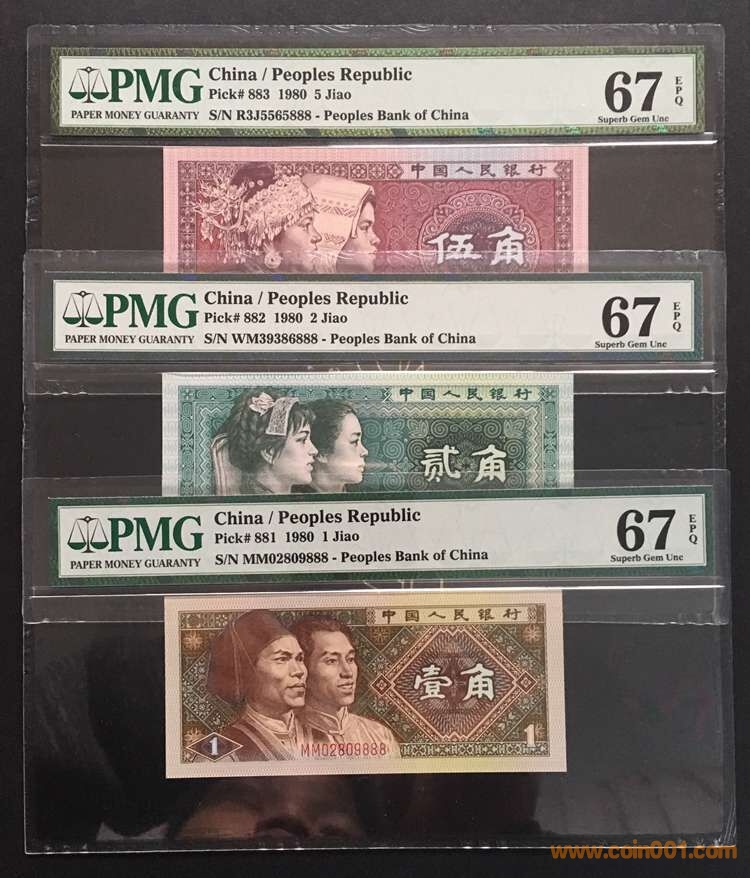 PMG
PAPER MONEY GUARANTY
China / Peoples Republic
Pick# 883 1980 5 Jiao
S/N R3J5565888 - Peoples Bank of China
67 EPQ
Superb Gem Unc
中国人民银行
伍角
PMG
PAPER MONEY GUARANTY
China / Peoples Republic
Pick# 882 1980 2 Jiao
S/N WM39386888 - Peoples Bank of China
67 EPQ
Superb Gem Unc
中国人民银行
贰角
PMG
PAPER MONEY GUARANTY
China / Peoples Republic
Pick# 881 1980 1 Jiao
S/N MM02809888 - Peoples Bank of China
67 EPQ
Superb Gem Unc
中国人民银行
壹角
1 MM02809888 1
www.coin001.com